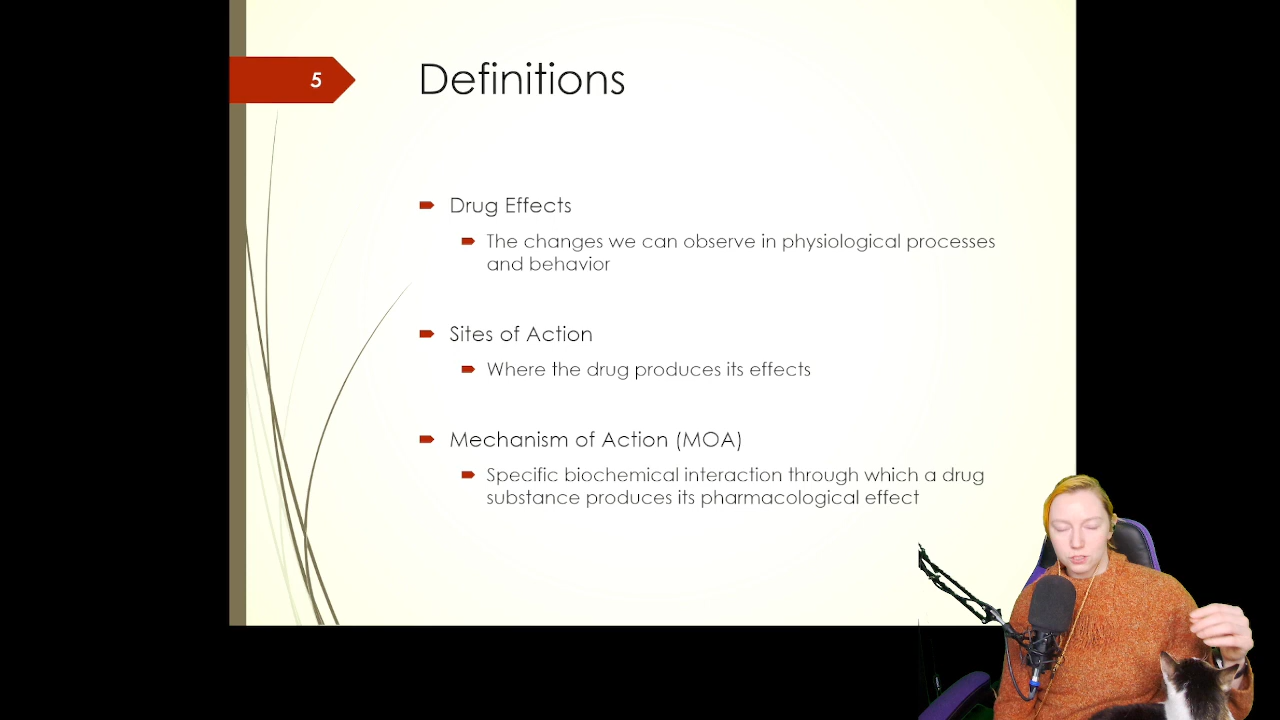 5
Definitions
Drug Effects
The changes we can observe in physiological processes
and behavior
Sites of Action
Where the drug produces its effects
Mechanism of Action (MOA)
Specific biochemical interaction through which a drug
substance produces its pharmacological effect